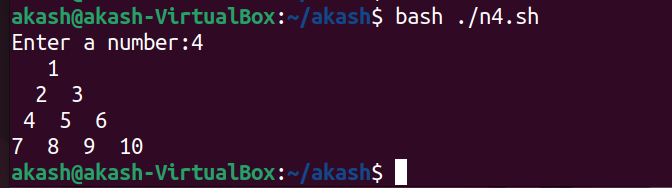 akash@akash-VirtualBox:~/akash$ bash ./n4.sh
Enter a number:4
   1
  2  3
 4  5  6
7  8  9  10
akash@akash-VirtualBox:~/akash$